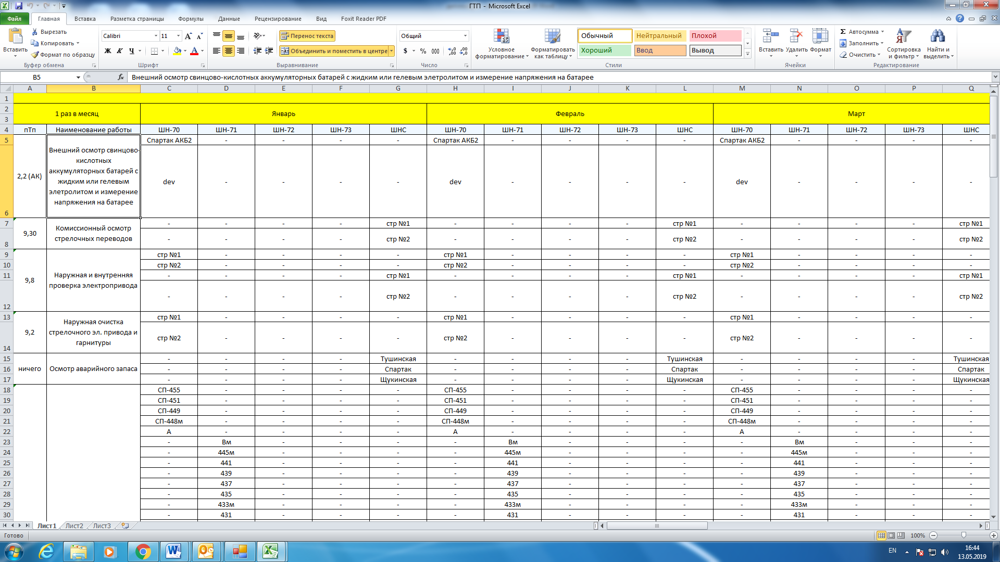 ГТП - Microsoft Excel
Файл Главная Вставка Разметка страницы Формулы Данные Рецензирование Вид Foxit Reader PDF
Вставить
Вырезать
Копировать
Формат по образцу
Буфер обмена
Calibri 11
Ж К Ч
Шрифт
Перенос текста
Объединить и поместить в центре
Выравнивание
Общий
$ % 000
Число
Условное форматирование
Форматировать как таблицу
Обычный Нейтральный Плохой
Хороший Ввод Вывод
Стили
Вставить Удалить Формат
Ячейки
Σ Автосумма
Заполнить
Очистить
Сортировка и фильтр
Найти и выделить
Редактирование
B5 fx Внешний осмотр свинцово-кислотных аккумуляторных батарей с жидким или гелевым элетролитом и измерение напряжения на батарее
A B C D E F G H I J K L M N O P Q
1
2 1 раз в месяц Январь Февраль Март
3
4 пТп Наименование работы ШН-70 ШН-71 ШН-72 ШН-73 ШНС ШН-70 ШН-71 ШН-72 ШН-73 ШНС ШН-70 ШН-71 ШН-72 ШН-73 ШНС
5 Спартак АКБ2 - - - - Спартак АКБ2 - - - - Спартак АКБ2 - - - -
2,2 (АК)
Внешний осмотр свинцово-
кислотных
аккумуляторных батарей с
жидким или гелевым
элетролитом и измерение
напряжения на батарее
6 dev - - - - dev - - - - dev - - - -
9,30
Комиссионный осмотр
стрелочных переводов
7 - - - - стр №1 - - - - стр №1 - - - - стр №1
8 - - - - стр №2 - - - - стр №2 - - - - стр №2
9,8
Наружная и внутренняя
проверка электропривода
9 стр №1 - - - - стр №1 - - - - стр №1 - - - -
10 стр №2 - - - - стр №2 - - - - стр №2 - - - -
11 - - - - стр №1 - - - - стр №1 - - - - стр №1
12 - - - - стр №2 - - - - стр №2 - - - - стр №2
9,2
Наружная очистка
стрелочного эл. привода и
гарнитуры
13 стр №1 - - - - стр №1 - - - - стр №1 - - - -
14 стр №2 - - - - стр №2 - - - - стр №2 - - - -
15 - - - - Тушинская - - - - Тушинская - - - - Тушинская
16 ничего Осмотр аварийного запаса - - - - Спартак - - - - Спартак - - - - Спартак
17 - - - - Щукинская - - - - Щукинская - - - - Щукинская
18 СП-455 - - - - СП-455 - - - - СП-455 - - - -
19 СП-451 - - - - СП-451 - - - - СП-451 - - - -
20 СП-449 - - - - СП-449 - - - - СП-449 - - - -
21 СП-448м - - - - СП-448м - - - - СП-448м - - - -
22 А - - - - А - - - - А - - - -
23 - Вм - - - - Вм - - - - Вм - - -
24 - 445м - - - - 445м - - - - 445м - - -
25 - 441 - - - - 441 - - - - 441 - - -
26 - 439 - - - - 439 - - - - 439 - - -
27 - 437 - - - - 437 - - - - 437 - - -
28 - 435 - - - - 435 - - - - 435 - - -
29 - 433м - - - - 433м - - - - 433м - - -
30 - 431 - - - - 431 - - - - 431 - - -
Лист1 Лист2 Лист3
Готово 100%
EN 16:44
13.05.2019